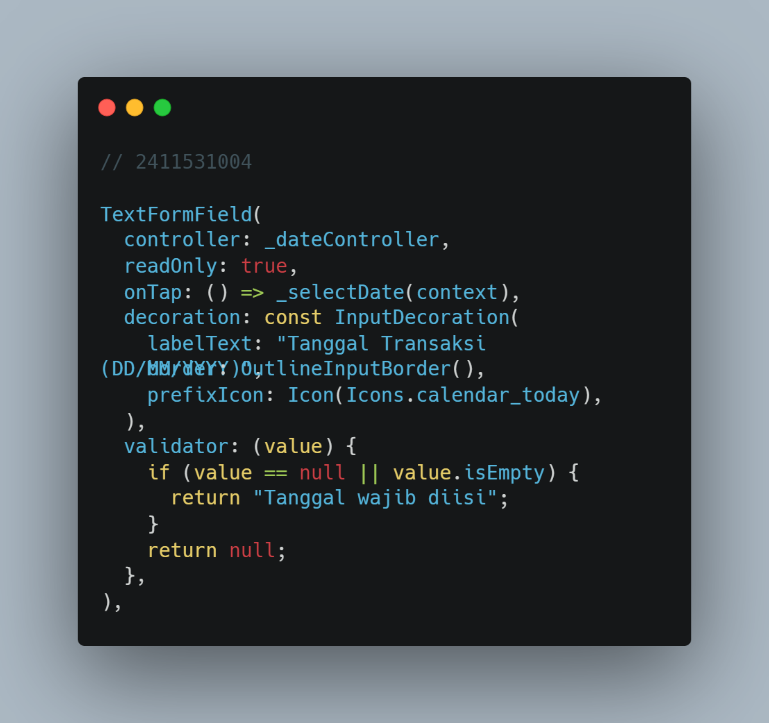 // 2411531004

TextFormField(
  controller: _dateController,
  readOnly: true,
  onTap: () => _selectDate(context),
  decoration: const InputDecoration(
    labelText: "Tanggal Transaksi
(DD/MM/YYYY)",
    border: OutlineInputBorder(),
    prefixIcon: Icon(Icons.calendar_today),
  ),
  validator: (value) {
    if (value == null || value.isEmpty) {
      return "Tanggal wajib diisi";
    }
    return null;
  },
),